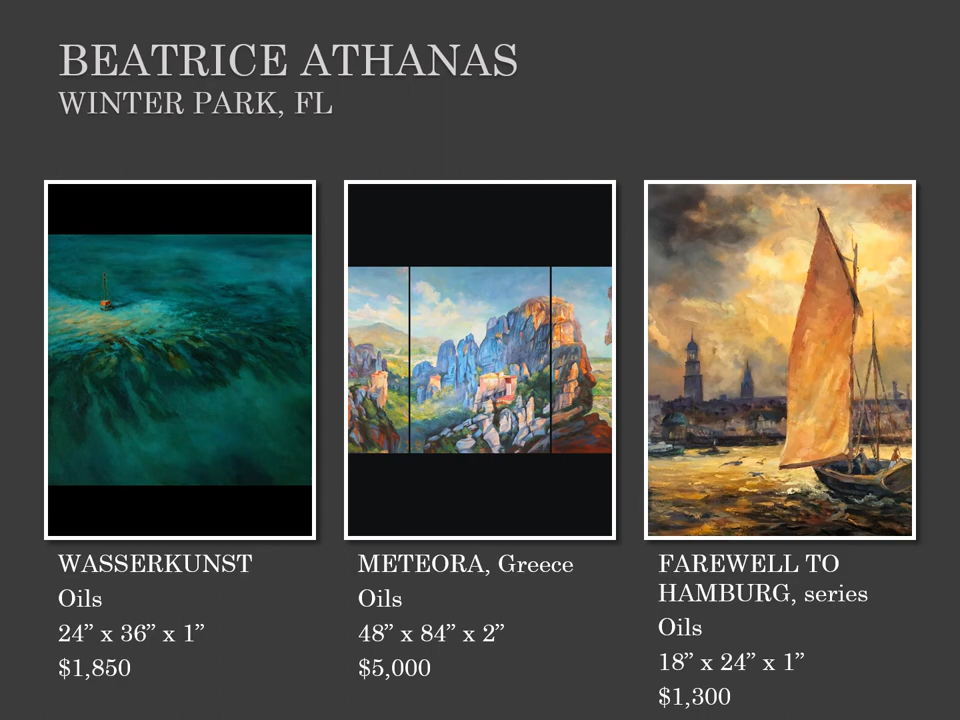 BEATRICE ATHANAS
WINTER PARK, FL
WASSERKUNST
Oils
24” x 36” x 1”
$1,850
METEORA, Greece
Oils
48” x 84” x 2”
$5,000
FAREWELL TO
HAMBURG, series
Oils
18” x 24” x 1”
$1,300